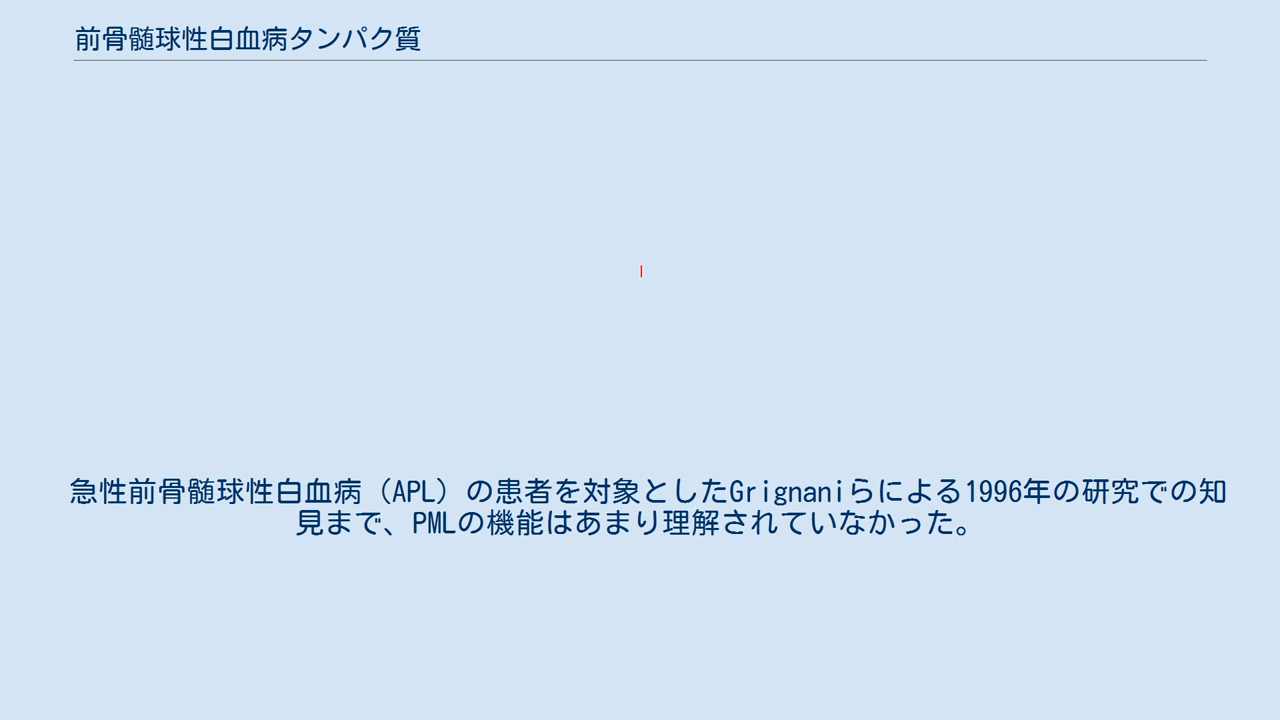 前骨髄球性白血病タンパク質
急性前骨髄球性白血病（APL）の患者を対象としたGrignaniらによる1996年の研究での知
見まで、PMLの機能はあまり理解されていなかった。